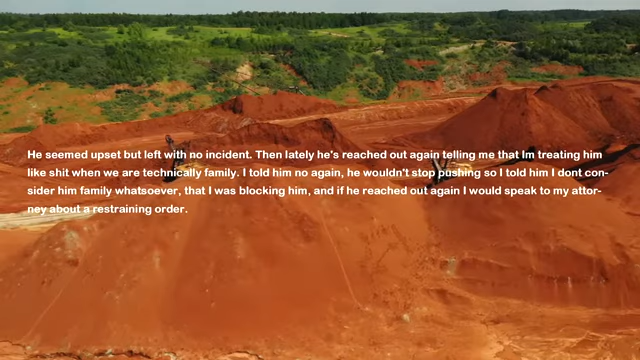 He seemed upset but left with no incident. Then lately he's reached out again telling me that Im treating him
like shit when we are technically family. I told him no again, he wouldn't stop pushing so I told him I dont con-
sider him family whatsoever, that I was blocking him, and if he reached out again I would speak to my attor-
ney about a restraining order.